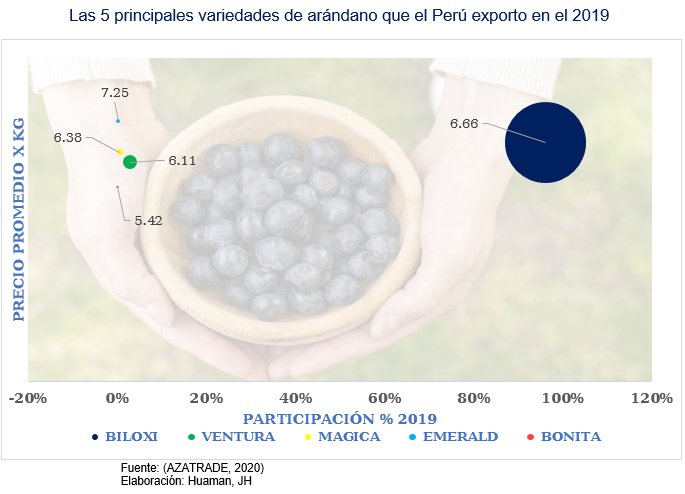 Las 5 principales variedades de arándano que el Perú exporto en el 2019
PRECIO PROMEDIO X KG
7.25
6.38
6.11
5.42
6.66
-20% 0% 20% 40% 60% 80% 100% 120%
PARTICIPACIÓN % 2019
BILOXI VENTURA MAGICA EMERALD BONITA
Fuente: (AZATRADE, 2020)
Elaboración: Huaman, JH